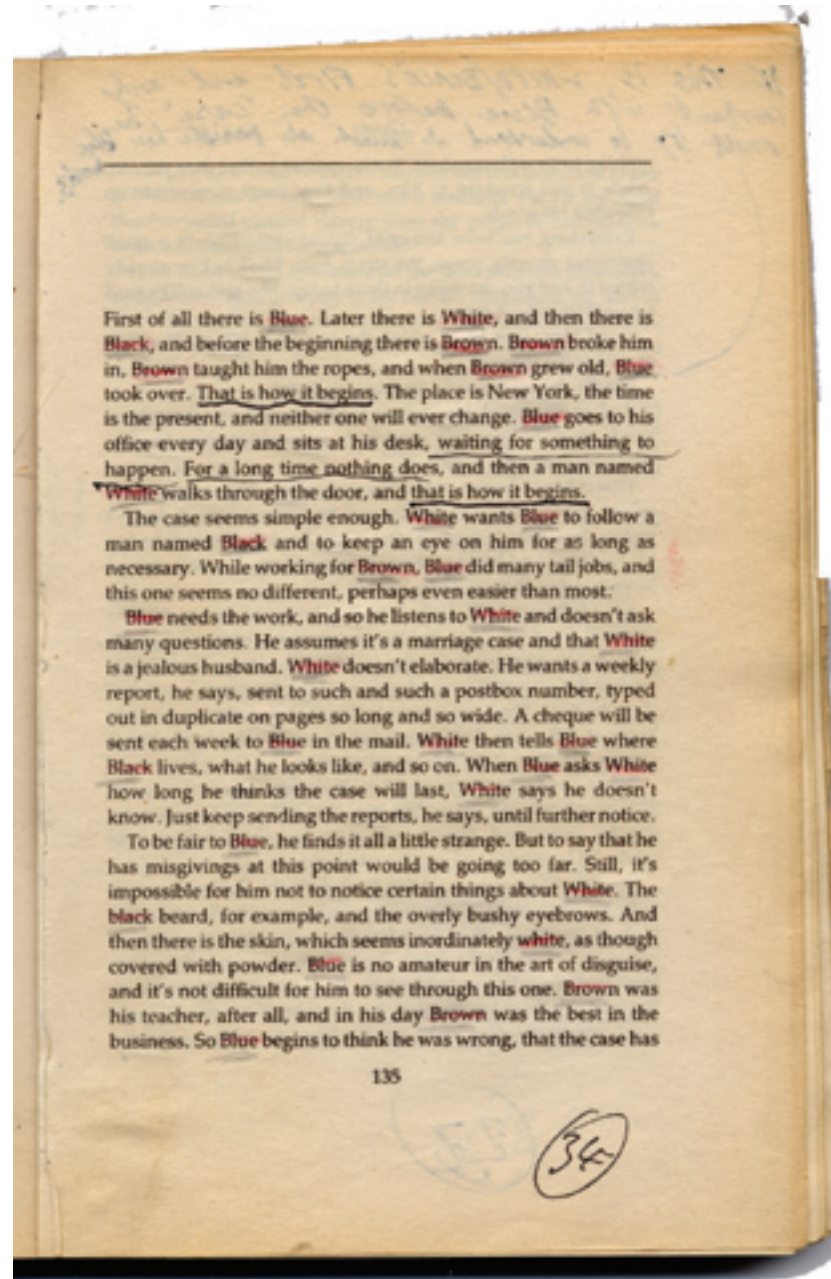 First of all there is Blue. Later there is White, and then there is
Black, and before the beginning there is Brown. Brown broke him
in, Brown taught him the ropes, and when Brown grew old, Blue
took over. That is how it begins. The place is New York, the time
is the present, and neither one will ever change. Blue goes to his
office every day and sits at his desk, waiting for something to
happen. For a long time nothing does, and then a man named
White walks through the door, and that is how it begins.
The case seems simple enough. White wants Blue to follow a
man named Black and to keep an eye on him for as long as
necessary. While working for Brown, Blue did many tail jobs, and
this one seems no different, perhaps even easier than most.
Blue needs the work, and so he listens to White and doesn't ask
many questions. He assumes it's a marriage case and that White
is a jealous husband. White doesn't elaborate. He wants a weekly
report, he says, sent to such and such a postbox number, typed
out in duplicate on pages so long and so wide. A cheque will be
sent each week to Blue in the mail. White then tells Blue where
Black lives, what he looks like, and so on. When Blue asks White
how long he thinks the case will last, White says he doesn't
know. Just keep sending the reports, he says, until further notice.
To be fair to Blue, he finds it all a little strange. But to say that he
has misgivings at this point would be going too far. Still, it's
impossible for him not to notice certain things about White. The
black beard, for example, and the overly bushy eyebrows. And
then there is the skin, which seems inordinately white, as though
covered with powder. Blue is no amateur in the art of disguise,
and it's not difficult for him to see through this one. Brown was
his teacher, after all, and in his day Brown was the best in the
business. So Blue begins to think he was wrong, that the case has
135
34